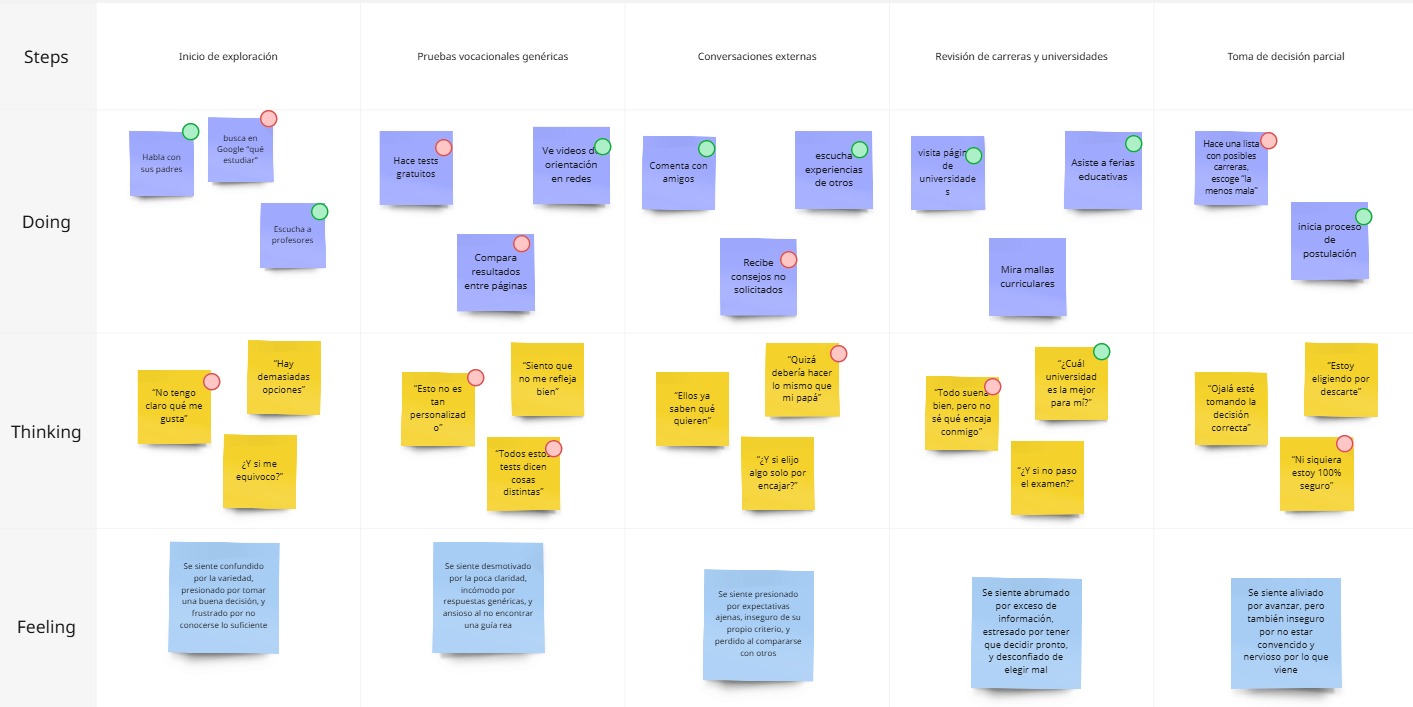 Steps
Inicio de exploración
Pruebas vocacionales genéricas
Conversaciones externas
Revisión de carreras y universidades
Toma de decisión parcial
Doing
Habla con
sus padres
busca en
Google "qué
estudiar"
Escucha a
profesores
Hace tests
gratuitos
Ve videos de
orientación
en redes
Compara
resultados
entre páginas
Comenta con
amigos
escucha
experiencias
de otros
Recibe
consejos no
solicitados
visita páginas
de
universidade
s
Asiste a ferias
educativas
Mira mallas
curriculares
Hace una lista
con posibles
carreras,
escoge "la
menos mala"
inicia proceso
de
postulación
Thinking
"No tengo
claro qué me
gusta"
"Hay
demasiadas
opciones"
¿Y si me
equivoco?"
"Esto no es
tan
personalizad
o"
"Siento que
no me refleja
bien"
"Todos estos
tests dicen
cosas
distintas"
"Ellos ya
saben qué
quieren"
"Quizá
debería hacer
lo mismo que
mi papá"
"¿Y si elijo
algo solo por
encajar?"
"Todo suena
bien, pero no
sé qué encaja
conmigo"
"¿Cuál
universidad
es la mejor
para mí?"
"¿Y si no paso
el examen?"
"Ojalá esté
tomando la
decisión
correcta"
"Estoy
eligiendo por
descarte"
"Ni siquiera
estoy 100%
seguro"
Feeling
Se siente confundido
por la variedad,
presionado por tomar
una buena decisión, y
frustrado por no
conocerse lo suficiente
Se siente desmotivado
por la poca claridad,
incómodo por
respuestas genéricas, y
ansioso al no encontrar
una guía rea
Se siente presionado
por expectativas
ajenas, inseguro de su
propio criterio, y
perdido al compararse
con otros
Se siente abrumado
por exceso de
información,
estresado por tener
que decidir pronto,
y desconfiado de
elegir mal
Se siente aliviado
por avanzar, pero
también inseguro
por no estar
convencido y
nervioso por lo que
viene